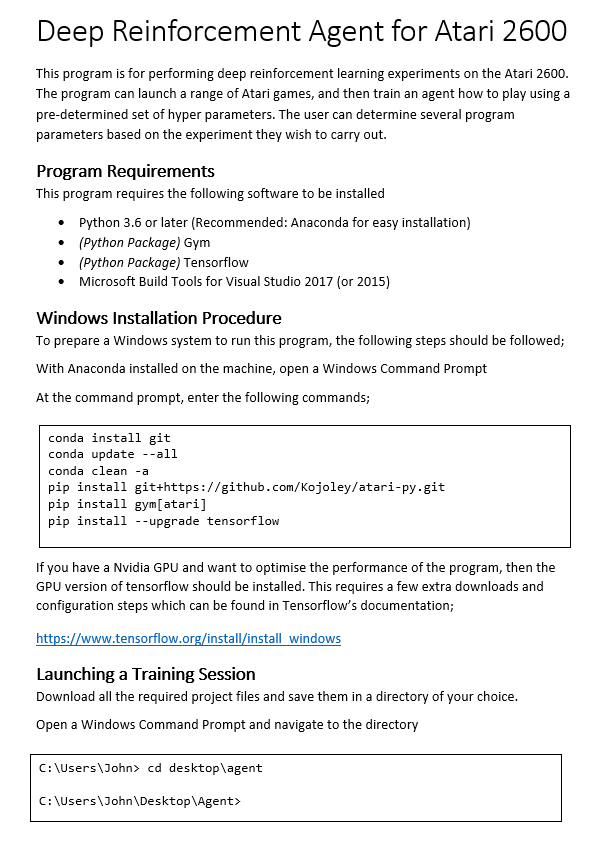 Deep Reinforcement Agent for Atari 2600
This program is for performing deep reinforcement learning experiments on the Atari 2600.
The program can launch a range of Atari games, and then train an agent how to play using a
pre-determined set of hyper parameters. The user can determine several program
parameters based on the experiment they wish to carry out.
Program Requirements
This program requires the following software to be installed
• Python 3.6 or later (Recommended: Anaconda for easy installation)
• (Python Package) Gym
• (Python Package) Tensorflow
• Microsoft Build Tools for Visual Studio 2017 (or 2015)
Windows Installation Procedure
To prepare a Windows system to run this program, the following steps should be followed;
With Anaconda installed on the machine, open a Windows Command Prompt
At the command prompt, enter the following commands;
conda install git
conda update --all
conda clean -a
pip install git+https://github.com/Kojoley/atari-py.git
pip install gym[atari]
pip install --upgrade tensorflow
If you have a Nvidia GPU and want to optimise the performance of the program, then the
GPU version of tensorflow should be installed. This requires a few extra downloads and
configuration steps which can be found in Tensorflow’s documentation;
https://www.tensorflow.org/install/install_windows
Launching a Training Session
Download all the required project files and save them in a directory of your choice.
Open a Windows Command Prompt and navigate to the directory
C:\Users\John> cd desktop\agent
C:\Users\John\Desktop\Agent>